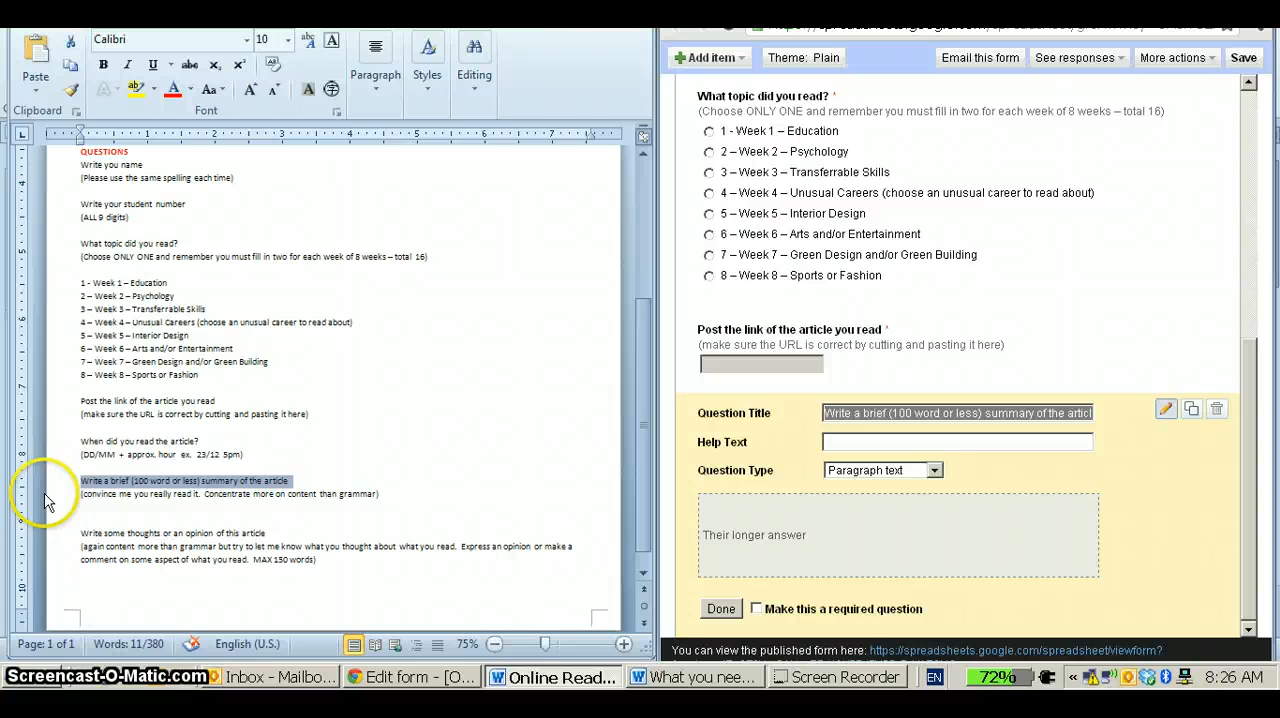 Calibri
10
Paste
Clipboard
Font
Paragraph
Styles
Editing
QUESTIONS
Write you name
(Please use the same spelling each time)
Write your student number
(ALL 9 digits)
What topic did you read?
(Choose ONLY ONE and remember you must fill in two for each week of 8 weeks – total 16)
1 - Week 1 – Education
2 – Week 2 – Psychology
3 – Week 3 – Transferrable Skills
4 – Week 4 – Unusual Careers (choose an unusual career to read about)
5 – Week 5 – Interior Design
6 – Week 6 – Arts and/or Entertainment
7 – Week 7 – Green Design and/or Green Building
8 – Week 8 – Sports or Fashion
Post the link of the article you read
(make sure the URL is correct by cutting and pasting it here)
When did you read the article?
(DD/MM + approx. hour ex. 23/12 5pm)
Write a brief (100 word or less) summary of the article
(convince me you really read it. Concentrate more on content than grammar)
Write some thoughts or an opinion of this article
(again content more than grammar but try to let me know what you thought about what you read. Express an opinion or make a
comment on some aspect of what you read. MAX 150 words)
Page: 1 of 1
Words: 11/380
English (U.S.)
75%
Add item
Theme: Plain
Email this form
See responses
More actions
Save
What topic did you read? *
(Choose ONLY ONE and remember you must fill in two for each week of 8 weeks – total 16)
1 - Week 1 – Education
2 – Week 2 – Psychology
3 – Week 3 – Transferrable Skills
4 – Week 4 – Unusual Careers (choose an unusual career to read about)
5 – Week 5 – Interior Design
6 – Week 6 – Arts and/or Entertainment
7 – Week 7 – Green Design and/or Green Building
8 – Week 8 – Sports or Fashion
Post the link of the article you read *
(make sure the URL is correct by cutting and pasting it here)
Question Title
Write a brief (100 word or less) summary of the articl
Help Text
Question Type
Paragraph text
Their longer answer
Done
Make this a required question
You can view the published form here: https://spreadsheets.google.com/spreadsheet/viewform?
Screencast-O-Matic.com
Inbox - Mailbo...
Edit form - [O...
Online Read...
What you nee...
Screen Recorder
EN
72%
8:26 AM